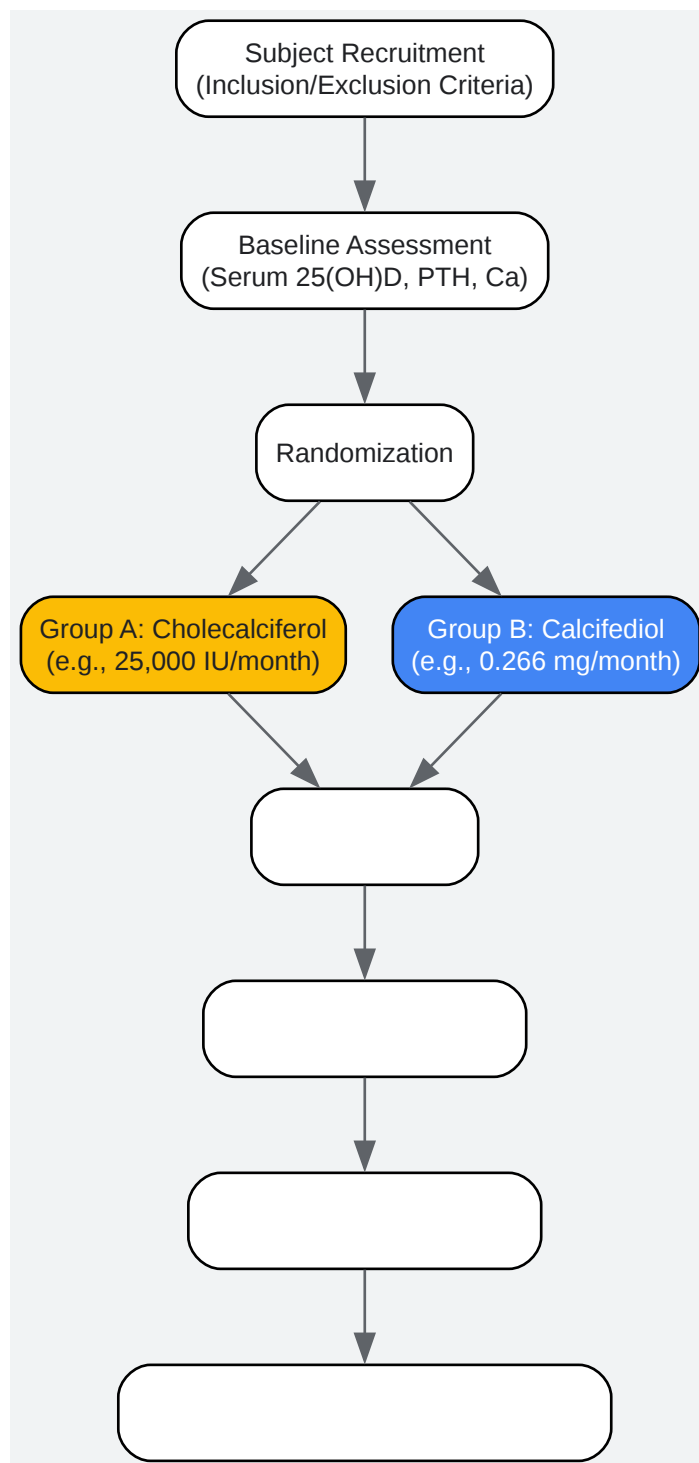 Subject Recruitment
(Inclusion/Exclusion Criteria)
Baseline Assessment
(Serum 25(OH)D, PTH, Ca)
Randomization
Group A: Cholecalciferol
(e.g., 25,000 IU/month)
Group B: Calcifediol
(e.g., 0.266 mg/month)